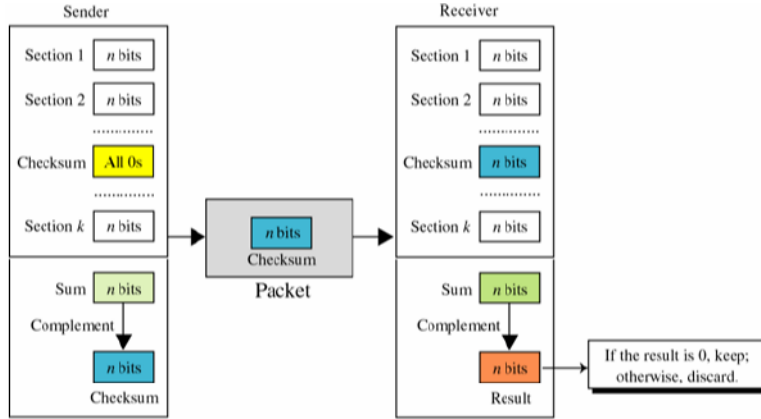 Sender
Section 1 n bits
Section 2 n bits
Checksum All 0s
Section k n bits
Sum n bits
Complement
n bits
Checksum
n bits
Checksum
Packet
Receiver
Section 1 n bits
Section 2 n bits
Checksum n bits
Section k n bits
Sum n bits
Complement
n bits
Result
If the result is 0, keep;
otherwise, discard.